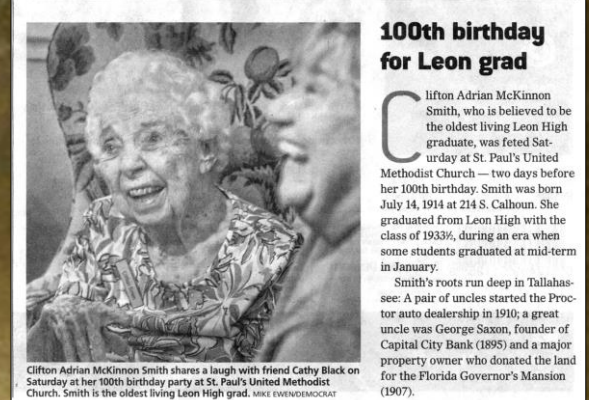 100th birthday
for Leon grad
Clifton Adrian McKinnon
Smith, who is believed to be
the oldest living Leon High
graduate, was feted Sat-
urday at St. Paul's United
Methodist Church — two days before
her 100th birthday. Smith was born
July 14, 1914 at 214 S. Calhoun. She
graduated from Leon High with the
class of 1933½, during an era when
some students graduated at mid-term
in January.
Smith's roots run deep in Tallahas-
see: A pair of uncles started the Proc-
tor auto dealership in 1910; a great
uncle was George Saxon, founder of
Capital City Bank (1895) and a major
property owner who donated the land
for the Florida Governor's Mansion
(1907).
Clifton Adrian McKinnon Smith shares a laugh with friend Cathy Black on
Saturday at her 100th birthday party at St. Paul's United Methodist
Church. Smith is the oldest living Leon High grad. MIKE EWEN/DEMOCRAT